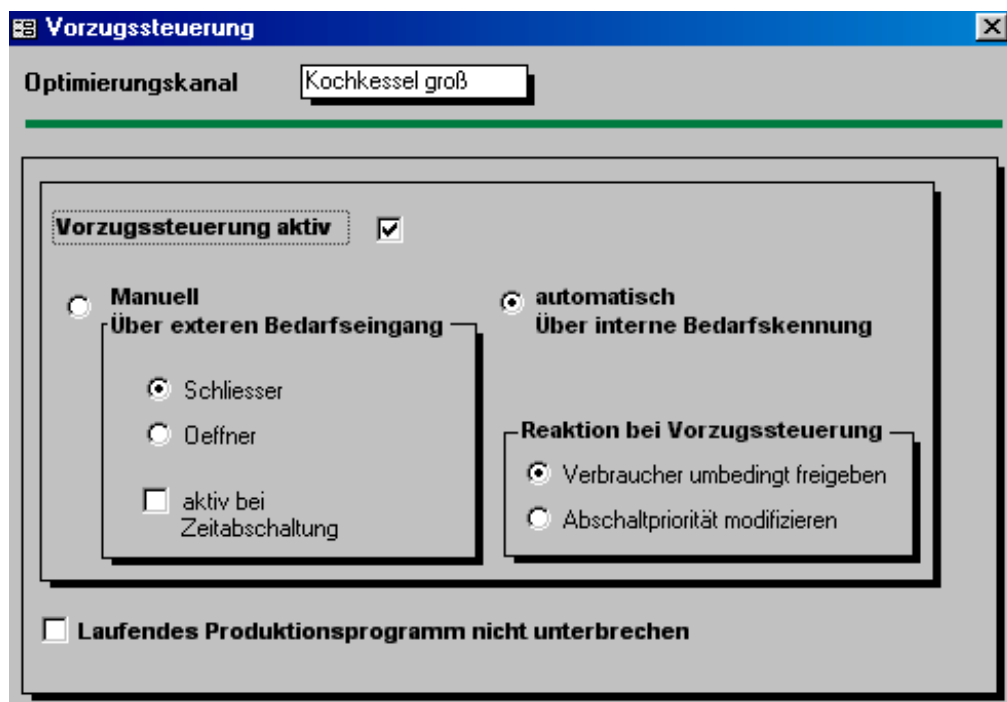 Vorzugssteuerung
Optimierungskanal Kochkessel groß
Vorzugssteuerung aktiv
Manuell
Über exteren Bedarfseingang
Schliesser
Oeffner
aktiv bei
Zeitabschaltung
automatisch
Über interne Bedarfskennung
Reaktion bei Vorzugssteuerung
Verbraucher umbedingt freigeben
Abschaltpriorität modifizieren
Laufendes Produktionsprogramm nicht unterbrechen